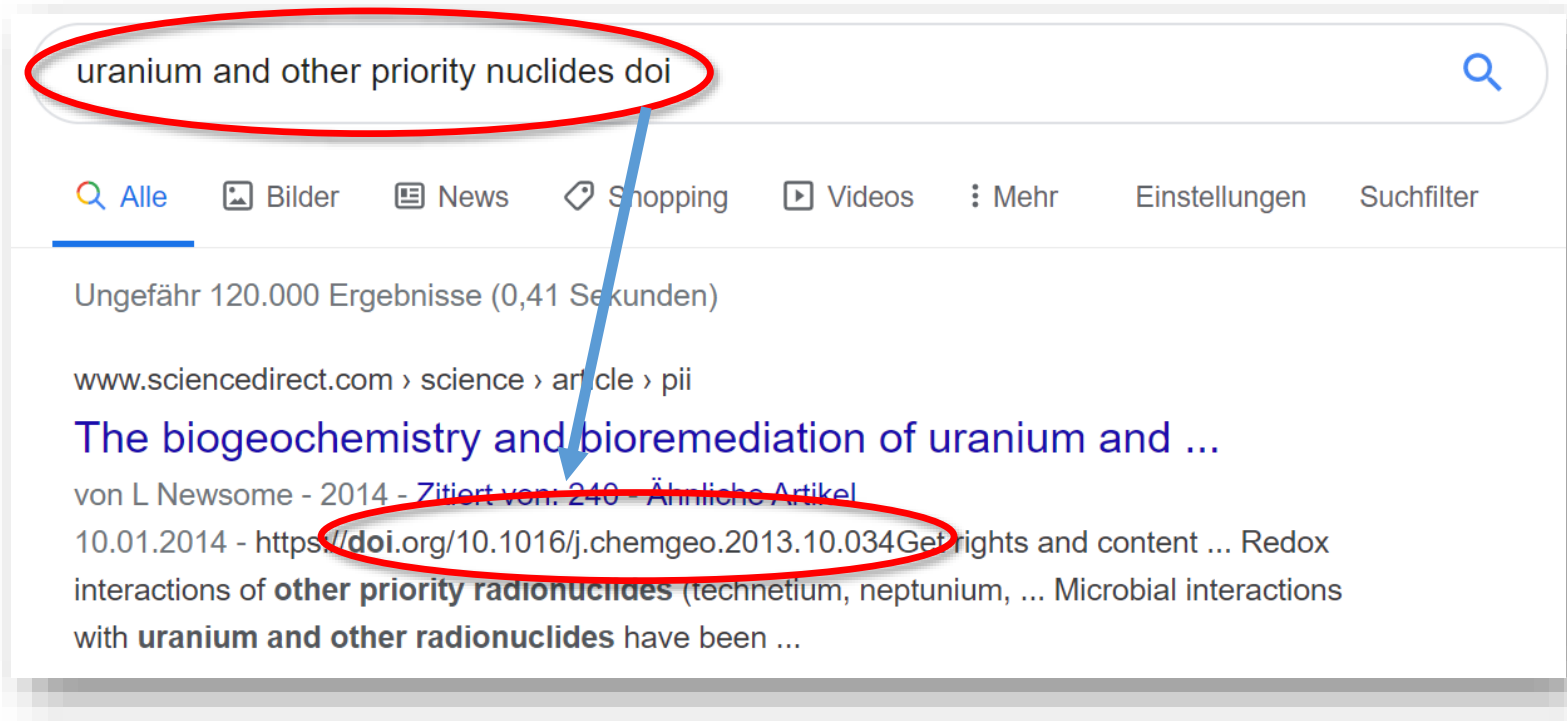 uranium and other priority nuclides doi
Alle Bilder News Shopping Videos Mehr Einstellungen Suchfilter
Ungefähr 120.000 Ergebnisse (0,41 Sekunden)
www.sciencedirect.com › science › article › pii
The biogeochemistry and bioremediation of uranium and ...
von L Newsome - 2014 - Zitiert von: 240 - Ähnliche Artikel
10.01.2014 - https://doi.org/10.1016/j.chemgeo.2013.10.034Get rights and content ... Redox
interactions of other priority radionuclides (technetium, neptunium, ... Microbial interactions
with uranium and other radionuclides have been ...